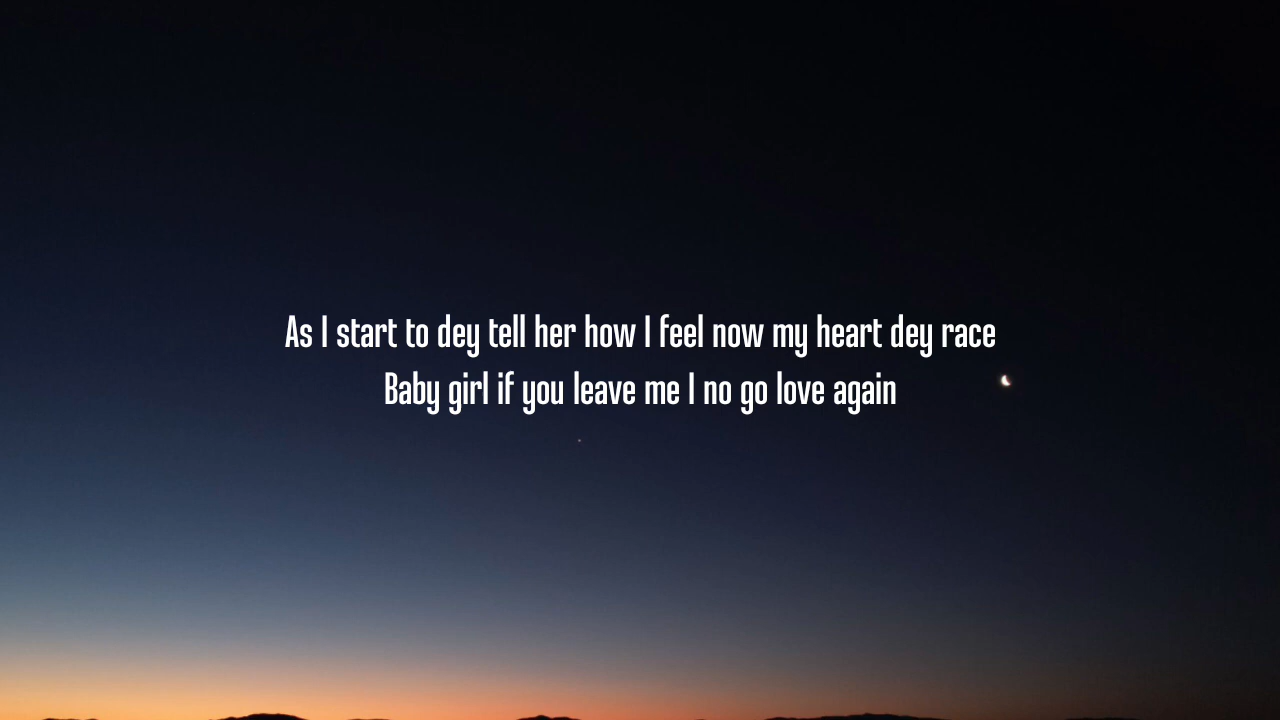 As I start to dey tell her how I feel now my heart dey race
Baby girl if you leave me I no go love again